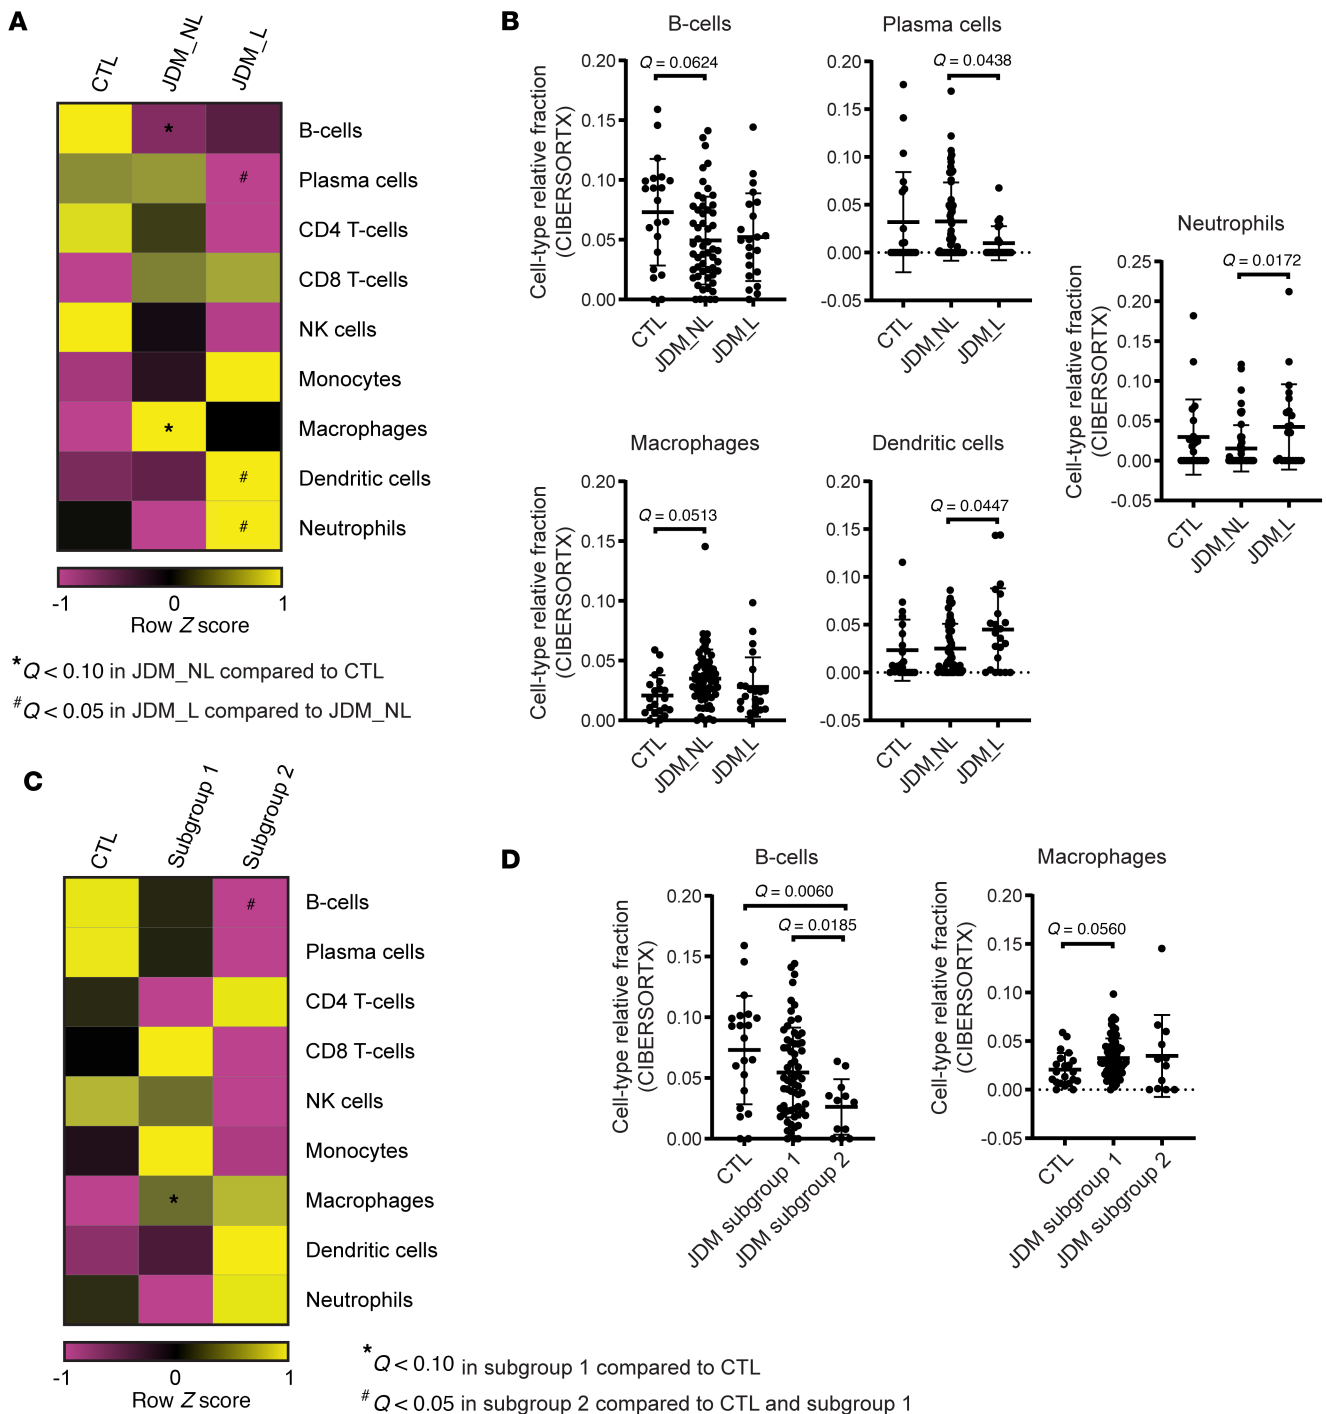 A
CTL
JDM_NL
JDM_L
*
B-cells
#
Plasma cells
CD4 T-cells
CD8 T-cells
NK cells
Monocytes
*
Macrophages
#
Dendritic cells
#
Neutrophils
-1
0
1
Row Z score
*Q < 0.10 in JDM_NL compared to CTL
#Q < 0.05 in JDM_L compared to JDM_NL
B
B-cells
Cell-type relative fraction
(CIBERSORTX)
0.20
0.15
0.10
0.05
0.00
Q = 0.0624
CTL
JDM_NL
JDM_L
Plasma cells
0.20
0.15
0.10
0.05
0.00
-0.05
Q = 0.0438
CTL
JDM_NL
JDM_L
Neutrophils
Cell-type relative fraction
(CIBERSORTX)
0.25
0.20
0.15
0.10
0.05
0.00
-0.05
Q = 0.0172
CTL
JDM_NL
JDM_L
Macrophages
Cell-type relative fraction
(CIBERSORTX)
0.20
0.15
0.10
0.05
0.00
Q = 0.0513
CTL
JDM_NL
JDM_L
Dendritic cells
0.20
0.15
0.10
0.05
0.00
-0.05
Q = 0.0447
CTL
JDM_NL
JDM_L
C
CTL
Subgroup 1
Subgroup 2
#
B-cells
Plasma cells
CD4 T-cells
CD8 T-cells
NK cells
Monocytes
*
Macrophages
Dendritic cells
Neutrophils
-1
0
1
Row Z score
*Q < 0.10 in subgroup 1 compared to CTL
#Q < 0.05 in subgroup 2 compared to CTL and subgroup 1
D
B-cells
Cell-type relative fraction
(CIBERSORTX)
0.20
0.15
0.10
0.05
0.00
Q = 0.0060
Q = 0.0185
CTL
JDM subgroup 1
JDM subgroup 2
Macrophages
Cell-type relative fraction
(CIBERSORTX)
0.20
0.15
0.10
0.05
0.00
-0.05
Q = 0.0560
CTL
JDM subgroup 1
JDM subgroup 2